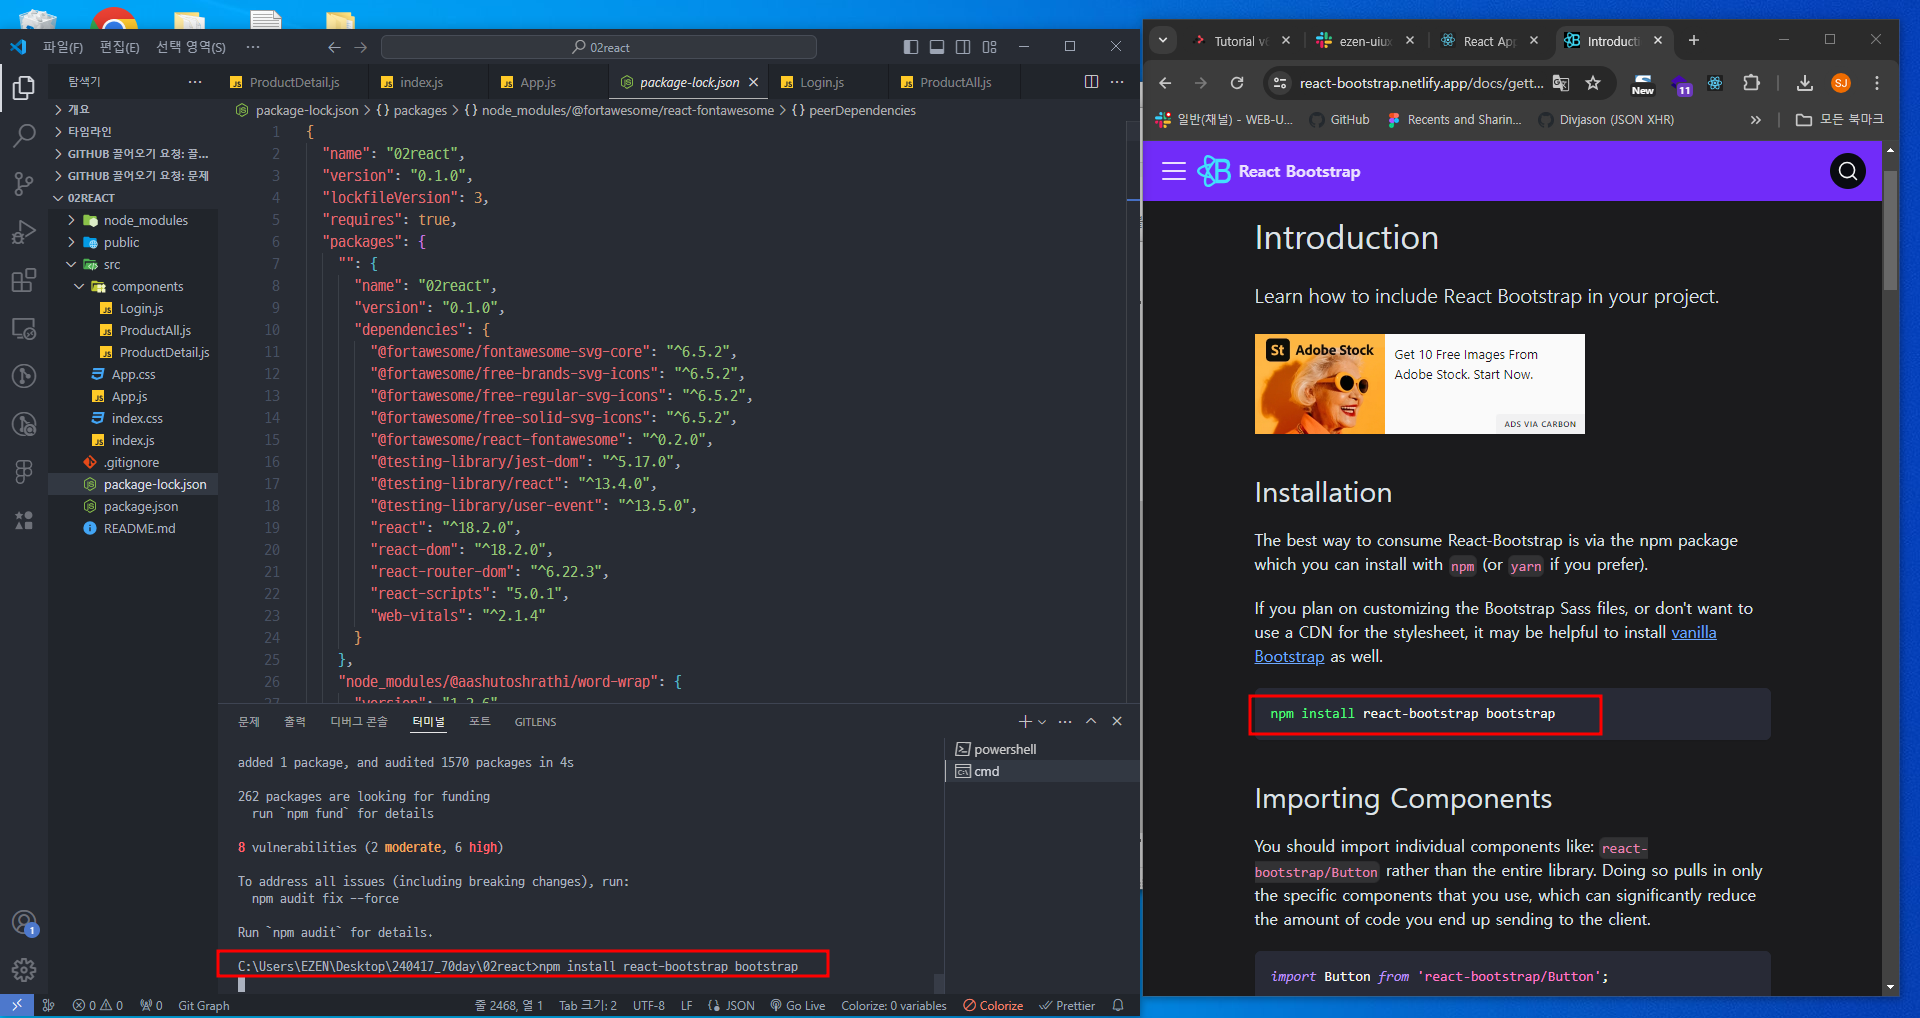 파일(F) 편집(E) 선택 영역(S) ··· 02react
탐색기
개요
타임라인
GITHUB 끌어오기 요청: 끌...
GITHUB 끌어오기 요청: 문제
02REACT
node_modules
public
src
components
Login.js
ProductAll.js
ProductDetail.js
App.css
App.js
index.css
index.js
.gitignore
package-lock.json
package.json
README.md
1
ProductDetail.js index.js App.js package-lock.json Login.js ProductAll.js
package-lock.json > {} packages > {} node_modules/@fortawesome/react-fontawesome > {} peerDependencies
1 {
2 "name": "02react",
3 "version": "0.1.0",
4 "lockfileVersion": 3,
5 "requires": true,
6 "packages": {
7 "": {
8 "name": "02react",
9 "version": "0.1.0",
10 "dependencies": {
11 "@fortawesome/fontawesome-svg-core": "^6.5.2",
12 "@fortawesome/free-brands-svg-icons": "^6.5.2",
13 "@fortawesome/free-regular-svg-icons": "^6.5.2",
14 "@fortawesome/free-solid-svg-icons": "^6.5.2",
15 "@fortawesome/react-fontawesome": "^0.2.0",
16 "@testing-library/jest-dom": "^5.17.0",
17 "@testing-library/react": "^13.4.0",
18 "@testing-library/user-event": "^13.5.0",
19 "react": "^18.2.0",
20 "react-dom": "^18.2.0",
21 "react-router-dom": "^6.22.3",
22 "react-scripts": "5.0.1",
23 "web-vitals": "^2.1.4"
24 }
25 },
26 "node_modules/@aashutoshrathi/word-wrap": {
27 "version": "1.2.6"
문제 출력 디버그 콘솔 터미널 포트 GITLENS
added 1 package, and audited 1570 packages in 4s
262 packages are looking for funding
run `npm fund` for details
8 vulnerabilities (2 moderate, 6 high)
To address all issues (including breaking changes), run:
npm audit fix --force
Run `npm audit` for details.
C:\Users\EZEN\Desktop\240417_70day\02react>npm install react-bootstrap bootstrap
powershell
cmd
0 0 0 Git Graph 줄 2468, 열 1 Tab 크기: 2 UTF-8 LF {} JSON Go Live Colorize: 0 variables Colorize Prettier
Tutorial v6 ezen-uiux React App Introducti
react-bootstrap.netlify.app/docs/gett... New 11 SJ
일반(채널) - WEB-U... GitHub Recents and Sharin... Divjason (JSON XHR) » 모든 북마크
React Bootstrap
Introduction
Learn how to include React Bootstrap in your project.
St Adobe Stock
Get 10 Free Images From
Adobe Stock. Start Now.
ADS VIA CARBON
Installation
The best way to consume React-Bootstrap is via the npm package
which you can install with npm (or yarn if you prefer).
If you plan on customizing the Bootstrap Sass files, or don't want to
use a CDN for the stylesheet, it may be helpful to install vanilla
Bootstrap as well.
npm install react-bootstrap bootstrap
Importing Components
You should import individual components like: react-
bootstrap/Button rather than the entire library. Doing so pulls in only
the specific components that you use, which can significantly reduce
the amount of code you end up sending to the client.
import Button from 'react-bootstrap/Button';